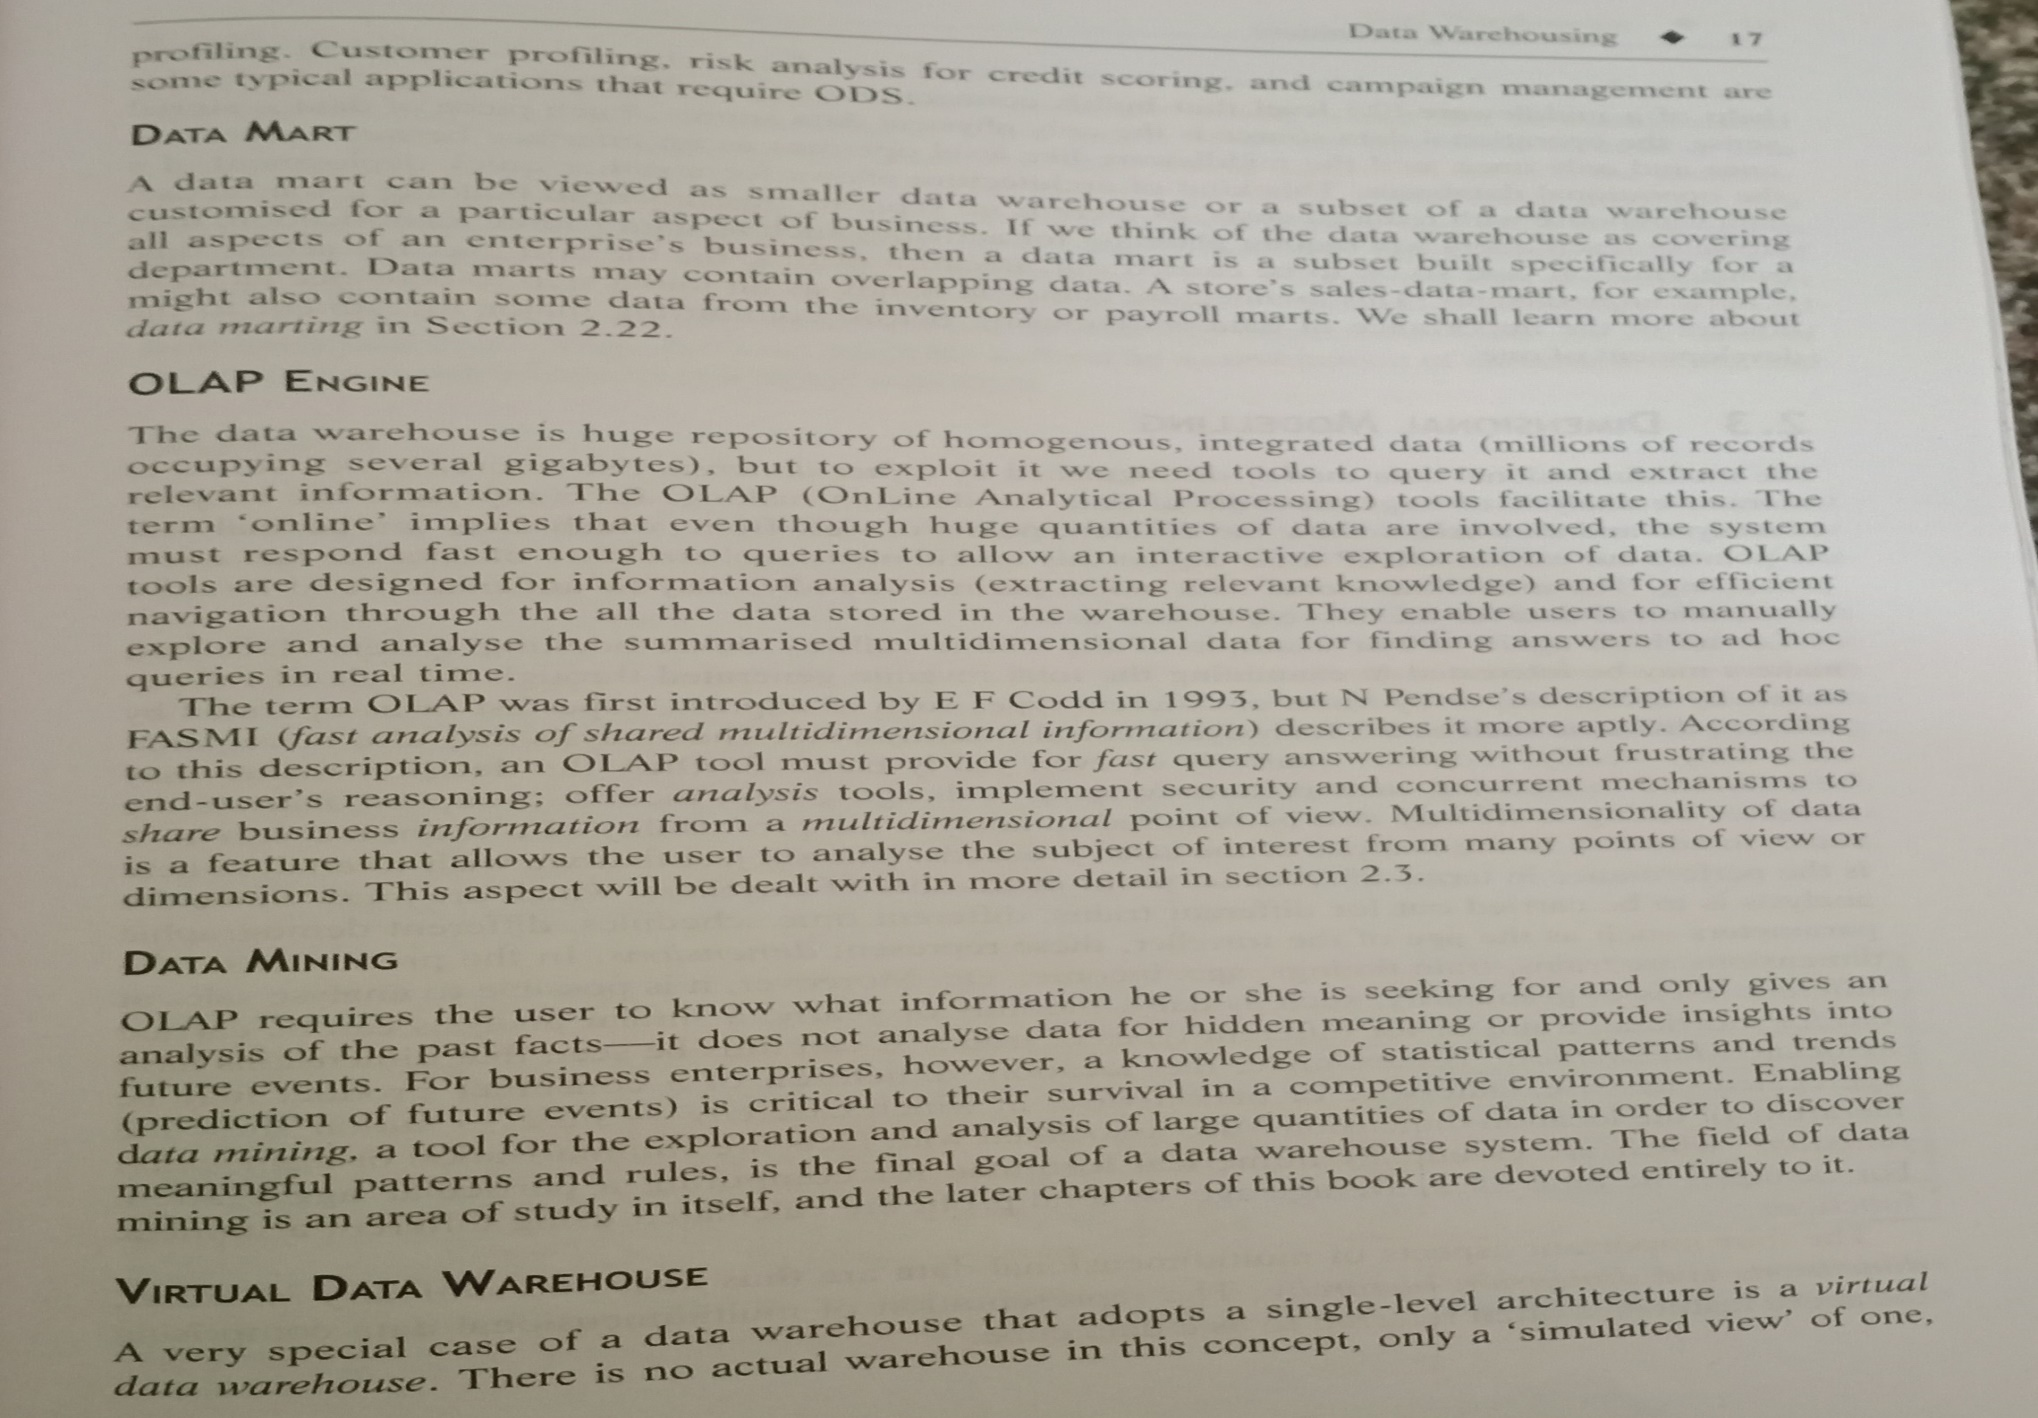 Data Warehousing ◆ 17
profiling. Customer profiling, risk analysis for credit scoring, and campaign management are
some typical applications that require ODS.
DATA MART
A data mart can be viewed as smaller data warehouse or a subset of a data warehouse
customised for a particular aspect of business. If we think of the data warehouse as covering
all aspects of an enterprise's business, then a data mart is a subset built specifically for a
department. Data marts may contain overlapping data. A store's sales-data-mart, for example,
might also contain some data from the inventory or payroll marts. We shall learn more about
data marting in Section 2.22.
OLAP ENGINE
The data warehouse is huge repository of homogenous, integrated data (millions of records
occupying several gigabytes), but to exploit it we need tools to query it and extract the
relevant information. The OLAP (OnLine Analytical Processing) tools facilitate this. The
term ‘online’ implies that even though huge quantities of data are involved, the system
must respond fast enough to queries to allow an interactive exploration of data. OLAP
tools are designed for information analysis (extracting relevant knowledge) and for efficient
navigation through the all the data stored in the warehouse. They enable users to manually
explore and analyse the summarised multidimensional data for finding answers to ad hoc
queries in real time.
The term OLAP was first introduced by E F Codd in 1993, but N Pendse's description of it as
FASMI (fast analysis of shared multidimensional information) describes it more aptly. According
to this description, an OLAP tool must provide for fast query answering without frustrating the
end-user's reasoning; offer analysis tools, implement security and concurrent mechanisms to
share business information from a multidimensional point of view. Multidimensionality of data
is a feature that allows the user to analyse the subject of interest from many points of view or
dimensions. This aspect will be dealt with in more detail in section 2.3.
DATA MINING
OLAP requires the user to know what information he or she is seeking for and only gives an
analysis of the past facts—it does not analyse data for hidden meaning or provide insights into
future events. For business enterprises, however, a knowledge of statistical patterns and trends
(prediction of future events) is critical to their survival in a competitive environment. Enabling
data mining, a tool for the exploration and analysis of large quantities of data in order to discover
meaningful patterns and rules, is the final goal of a data warehouse system. The field of data
mining is an area of study in itself, and the later chapters of this book are devoted entirely to it.
VIRTUAL DATA WAREHOUSE
A very special case of a data warehouse that adopts a single-level architecture is a virtual
data warehouse. There is no actual warehouse in this concept, only a ‘simulated view’ of one,